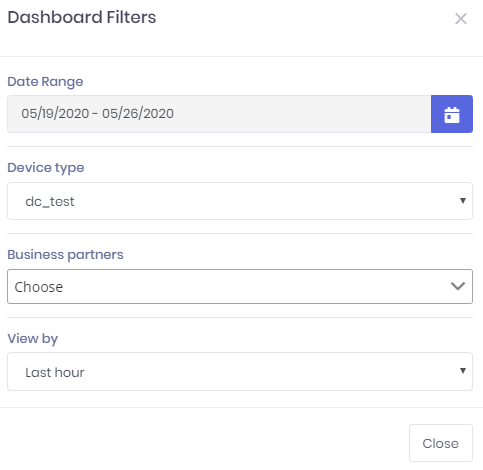 Dashboard Filters
Date Range
05/19/2020 - 05/26/2020
Device type
dc_test
Business partners
Choose
View by
Last hour
Close